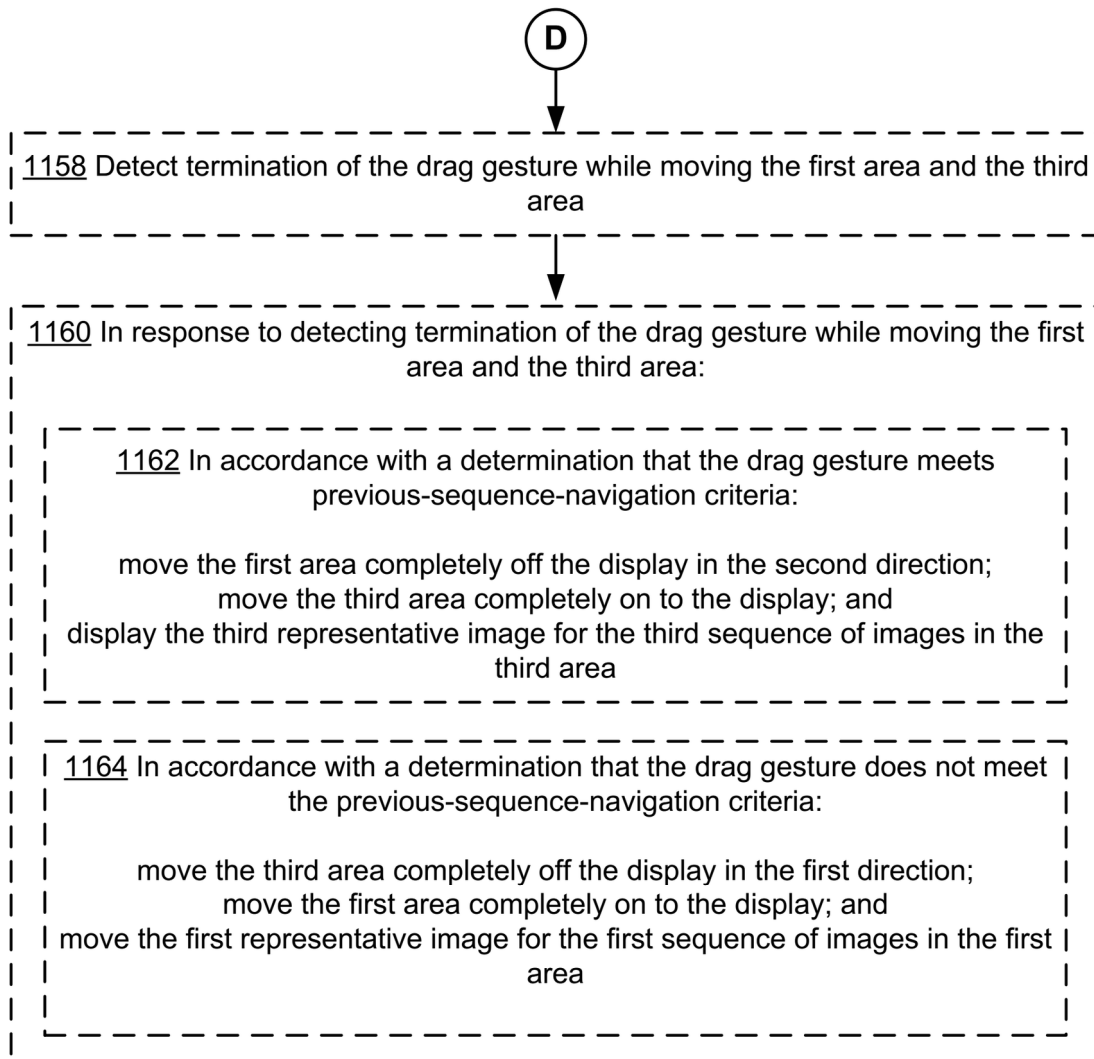 D
1158 Detect termination of the drag gesture while moving the first area and the third
area
1160 In response to detecting termination of the drag gesture while moving the first
area and the third area:
1162 In accordance with a determination that the drag gesture meets
previous-sequence-navigation criteria:
move the first area completely off the display in the second direction;
move the third area completely on to the display; and
display the third representative image for the third sequence of images in the
third area
1164 In accordance with a determination that the drag gesture does not meet
the previous-sequence-navigation criteria:
move the third area completely off the display in the first direction;
move the first area completely on to the display; and
move the first representative image for the first sequence of images in the first
area